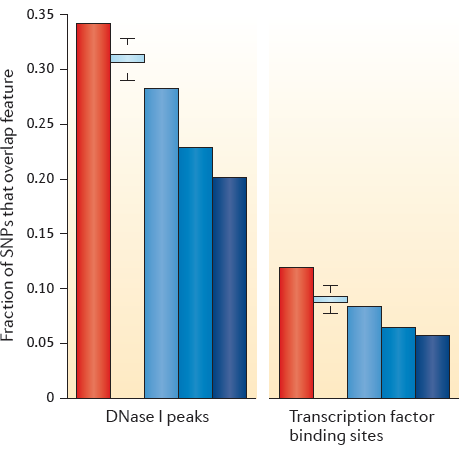 Fraction of SNPs that overlap feature
0.35
0.30
0.25
0.20
0.15
0.10
0.05
0
DNase I peaks
Transcription factor
binding sites